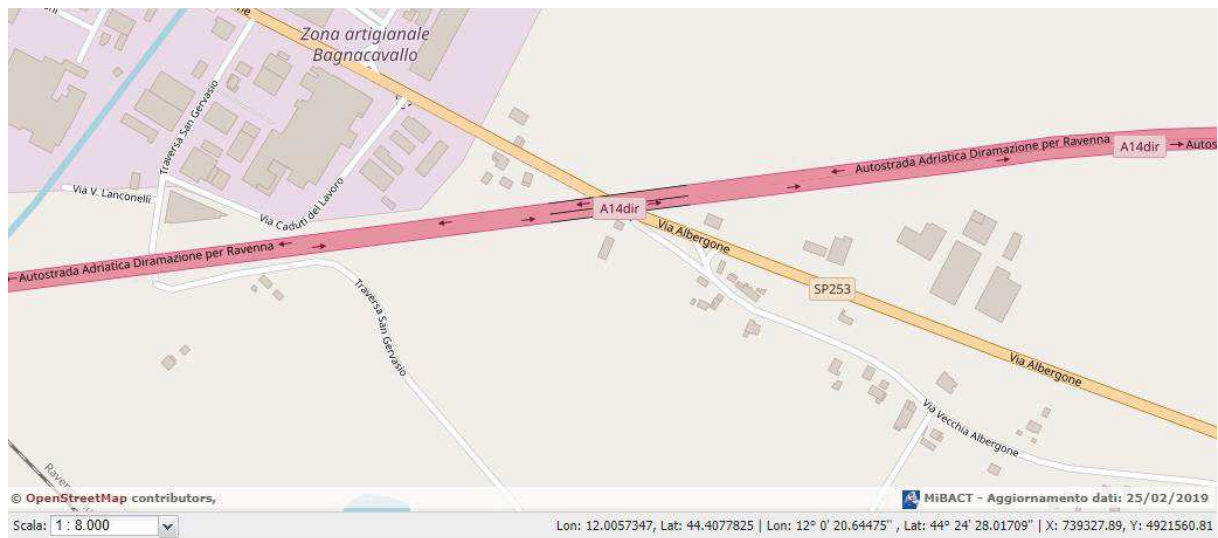 Zona artigianale
Bagnacavallo
Traversa San Gervasio
Via V. Lanconelli
Via Caduti del Lavoro
A14dir
Autostrada Adriatica Diramazione per Ravenna
A14dir
Autos
Autostrada Adriatica Diramazione per Ravenna
Via Albergone
SP253
Traversa San Gervasio
Via Albergone
Via Vecchia Albergone
© OpenStreetMap contributors,
MiBACT - Aggiornamento dati: 25/02/2019
Scala: 1 : 8.000
Lon: 12.0057347, Lat: 44.4077825 | Lon: 12° 0' 20.64475" , Lat: 44° 24' 28.01709" | X: 739327.89, Y: 4921560.81